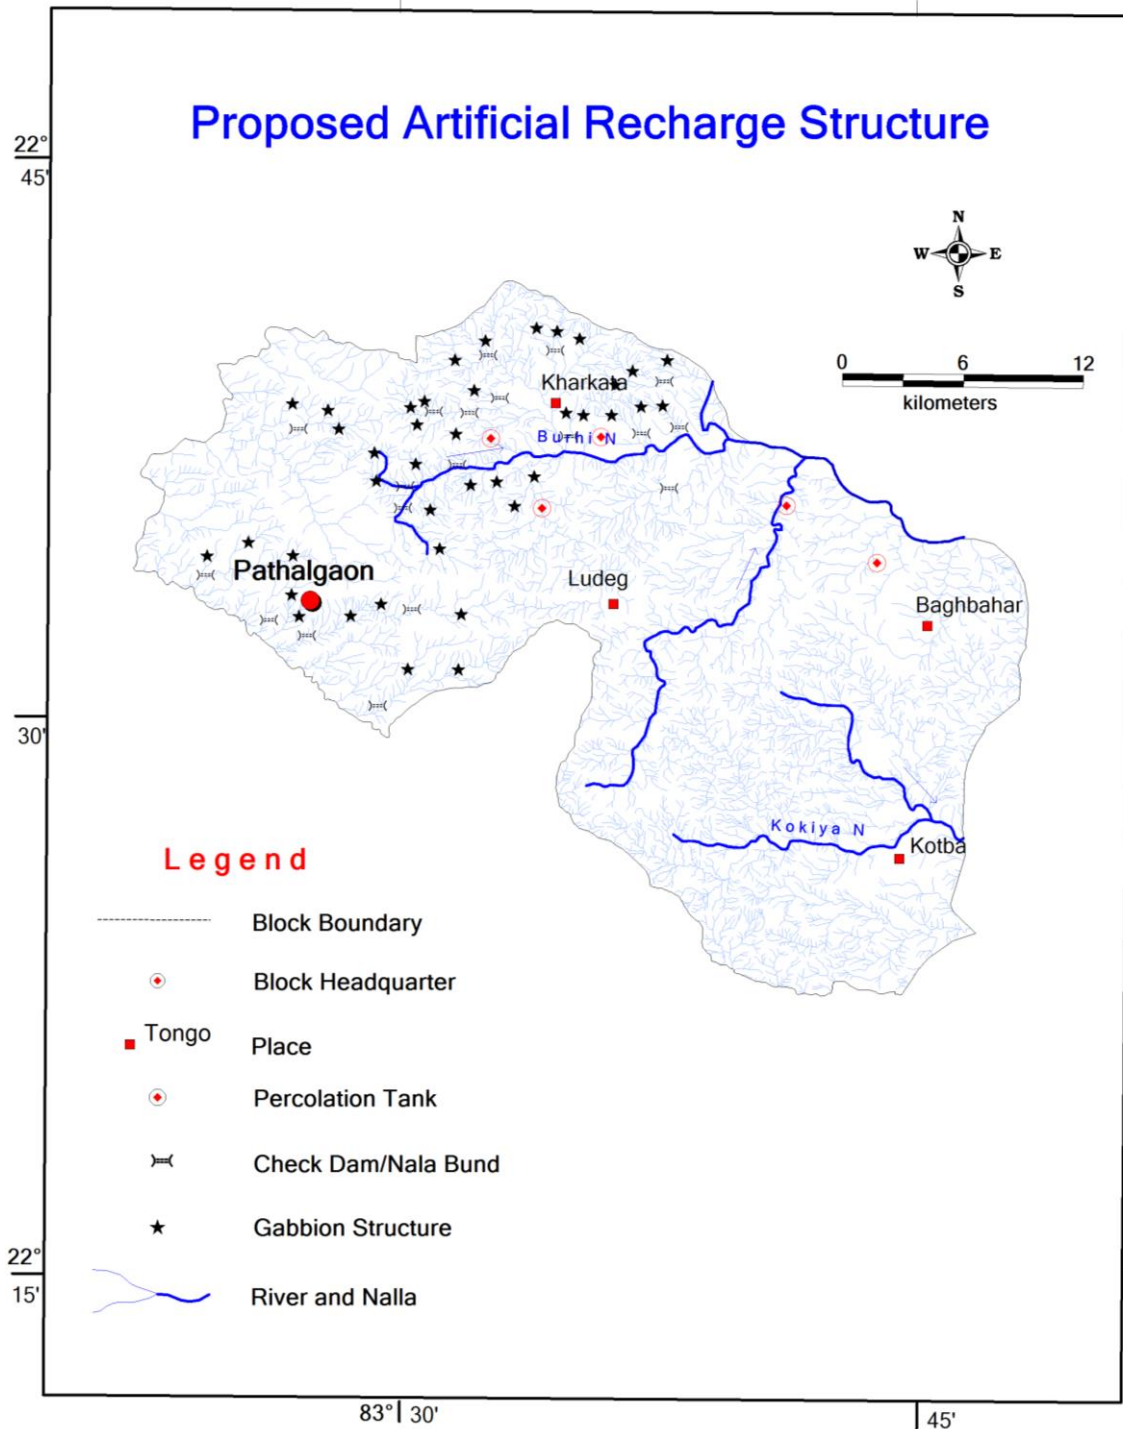 Proposed Artificial Recharge Structure
22°
45'
N
W E
S
0 6 12
kilometers
Kharkata
Burhi N
Pathalgaon
Ludeg
Baghbahar
30'
Kokiya N
Kotba
Legend
Block Boundary
Block Headquarter
Tongo
Place
Percolation Tank
Check Dam/Nala Bund
Gabbion Structure
22°
15'
River and Nalla
83° 30'
45'